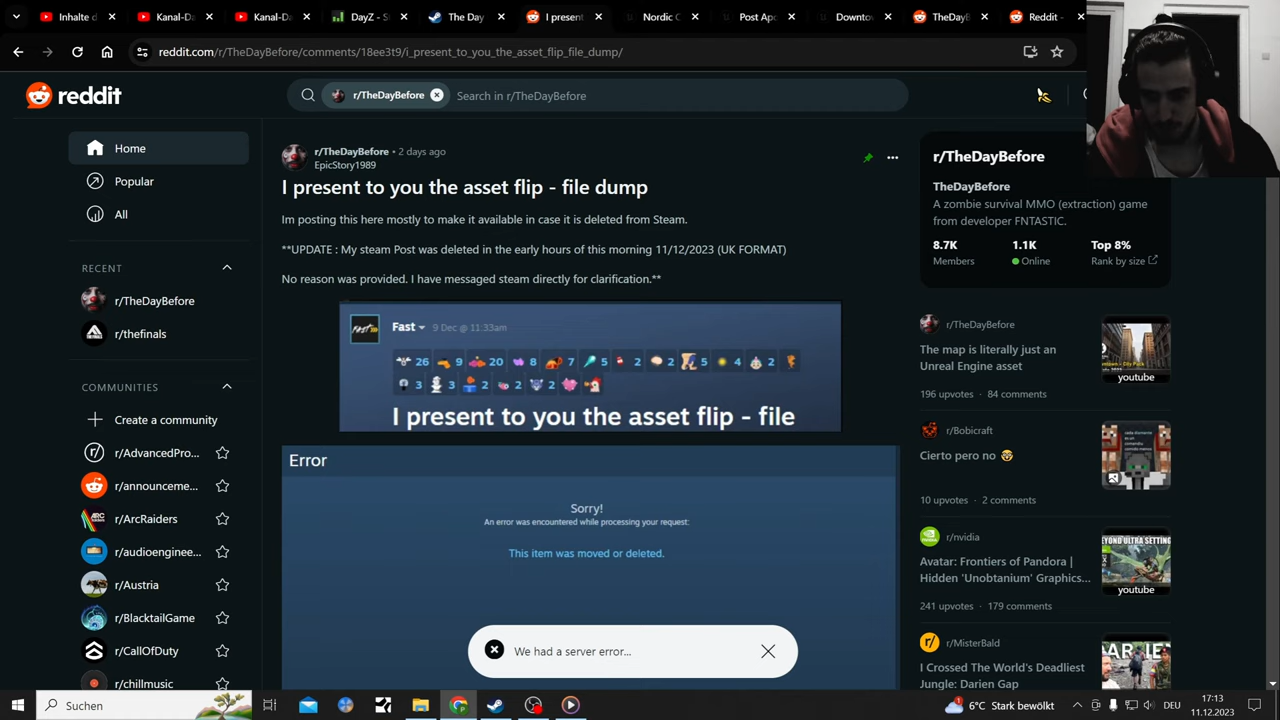 Inhalte d
Kanal-Da
Kanal-Da
DayZ - S
The Day
I present
Nordic C
Post Apo
Downtov
TheDayB
Reddit -
reddit.com/r/TheDayBefore/comments/18ee3t9/i_present_to_you_the_asset_flip_file_dump/
reddit
r/TheDayBefore
Search in r/TheDayBefore
Home
Popular
All
RECENT
r/TheDayBefore
r/thefinals
COMMUNITIES
Create a community
r/AdvancedPro...
r/announceme...
r/ArcRaiders
r/audioenginee...
r/Austria
r/BlacktailGame
r/CallOfDuty
r/chillmusic
r/TheDayBefore • 2 days ago
EpicStory1989
I present to you the asset flip - file dump
Im posting this here mostly to make it available in case it is deleted from Steam.
**UPDATE : My steam Post was deleted in the early hours of this morning 11/12/2023 (UK FORMAT)
No reason was provided. I have messaged steam directly for clarification.**
Fast
9 Dec @ 11:33am
26 9 20 8 7 5 2 2 5 4 2
3 3 2 2 2
I present to you the asset flip - file
Error
Sorry!
An error was encountered while processing your request:
This item was moved or deleted.
We had a server error...
r/TheDayBefore
TheDayBefore
A zombie survival MMO (extraction) game
from developer FNTASTIC.
8.7K 1.1K Top 8%
Members Online Rank by size
r/TheDayBefore
The map is literally just an
Unreal Engine asset
youtube
196 upvotes · 84 comments
r/Bobicraft
Cierto pero no
10 upvotes · 2 comments
r/nvidia
Avatar: Frontiers of Pandora |
Hidden 'Unobtanium' Graphics...
BEYOND ULTRA SETTING
youtube
241 upvotes · 179 comments
r/MisterBald
I Crossed The World's Deadliest
Jungle: Darien Gap
Suchen
6°C Stark bewölkt
DEU
17:13
11.12.2023